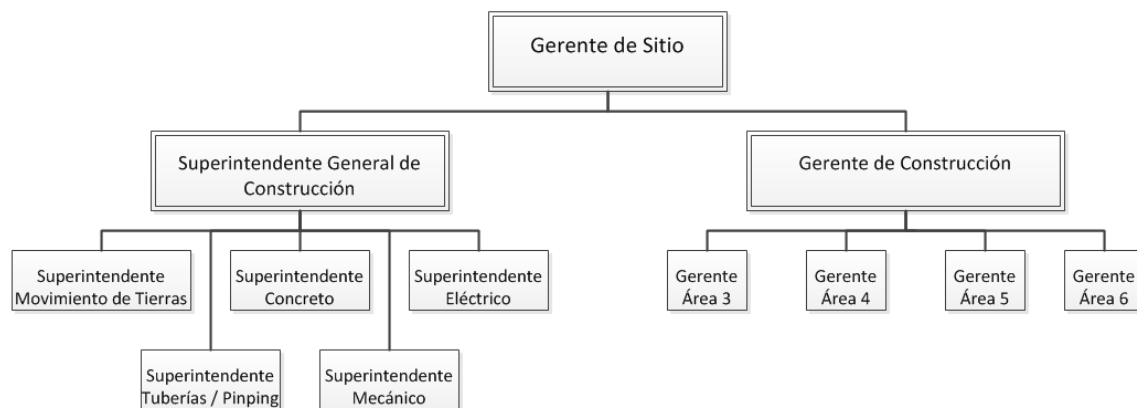 Gerente de Sitio
Superintendente General de
Construcción
Gerente de Construcción
Superintendente
Movimiento de Tierras
Superintendente
Concreto
Superintendente
Eléctrico
Gerente
Área 3
Gerente
Área 4
Gerente
Área 5
Gerente
Área 6
Superintendente
Tuberías / Pinping
Superintendente
Mecánico